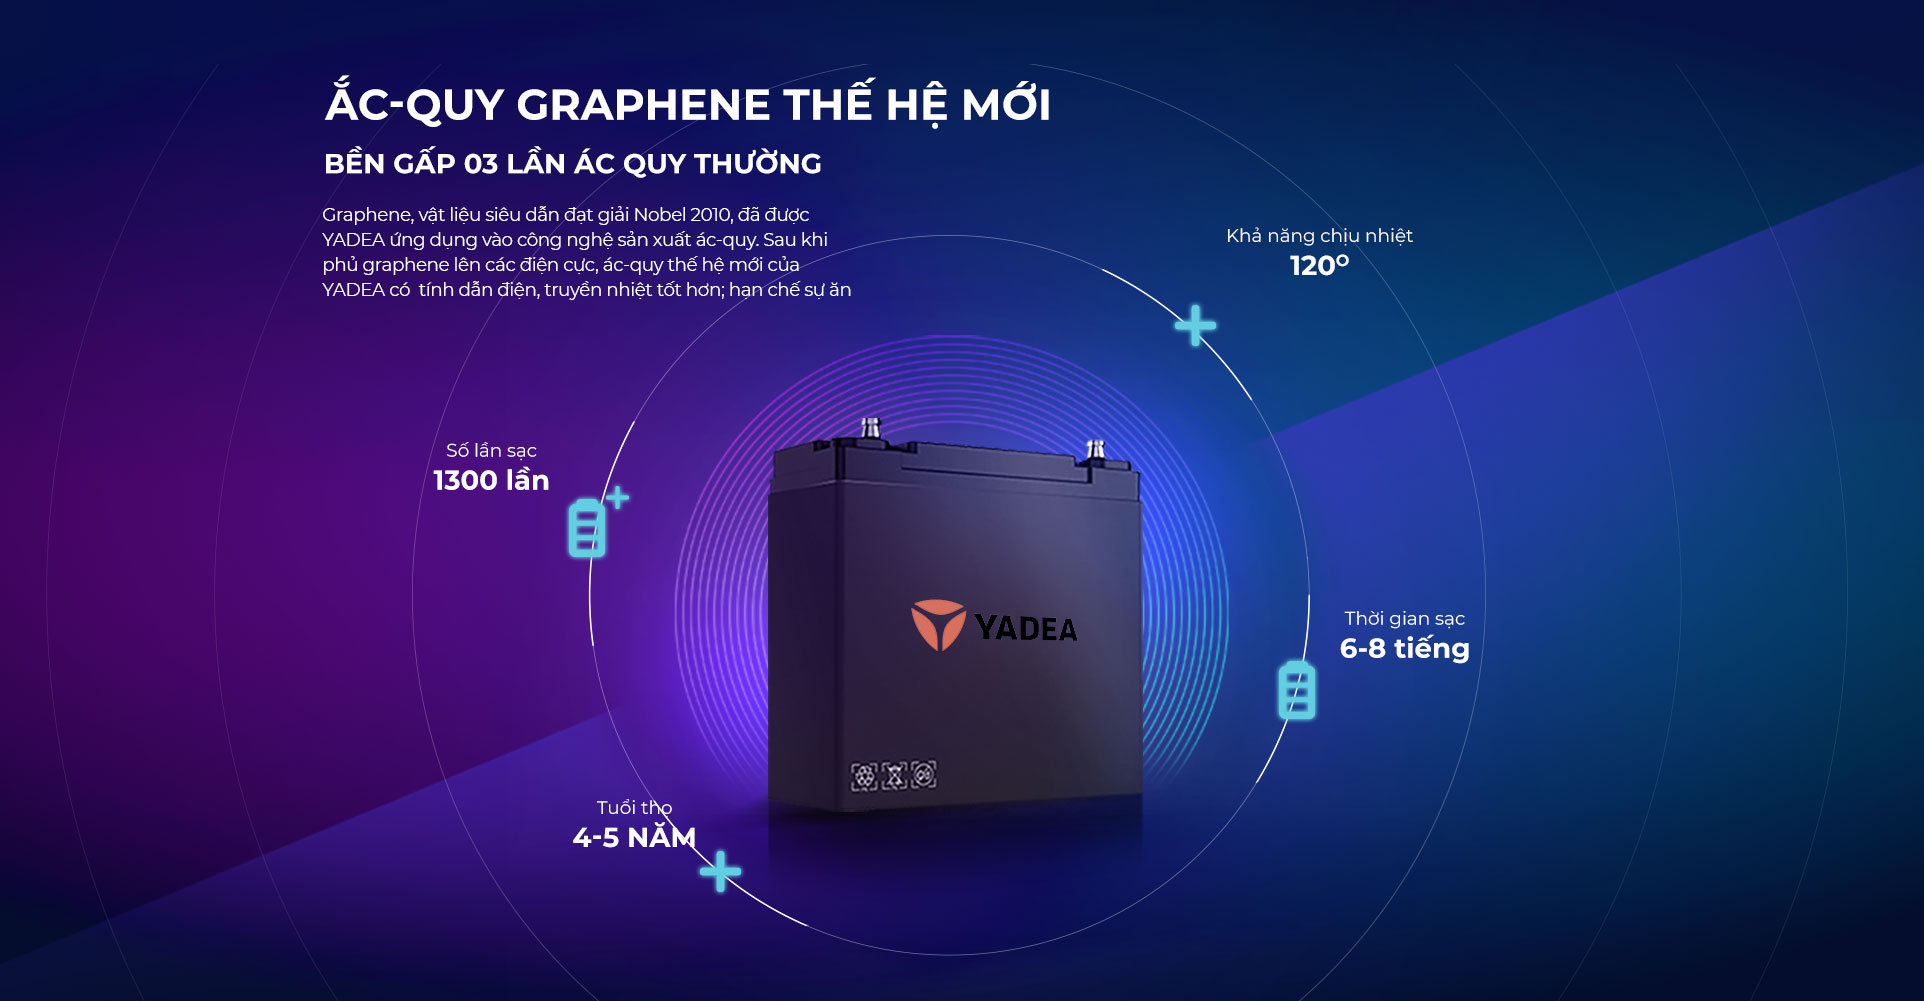 ẮC-QUY GRAPHENE THẾ HỆ MỚI
BỀN GẤP 03 LẦN ÁC QUY THƯỜNG
Graphene, vật liệu siêu dẫn đạt giải Nobel 2010, đã được
YADEA ứng dụng vào công nghệ sản xuất ác-quy. Sau khi
phủ graphene lên các điện cực, ác-quy thế hệ mới của
YADEA có tính dẫn điện, truyền nhiệt tốt hơn; hạn chế sự ăn
Khả năng chịu nhiệt
120°
Số lần sạc
1300 lần
YADEA
Thời gian sạc
6-8 tiếng
Tuổi thọ
4-5 NĂM